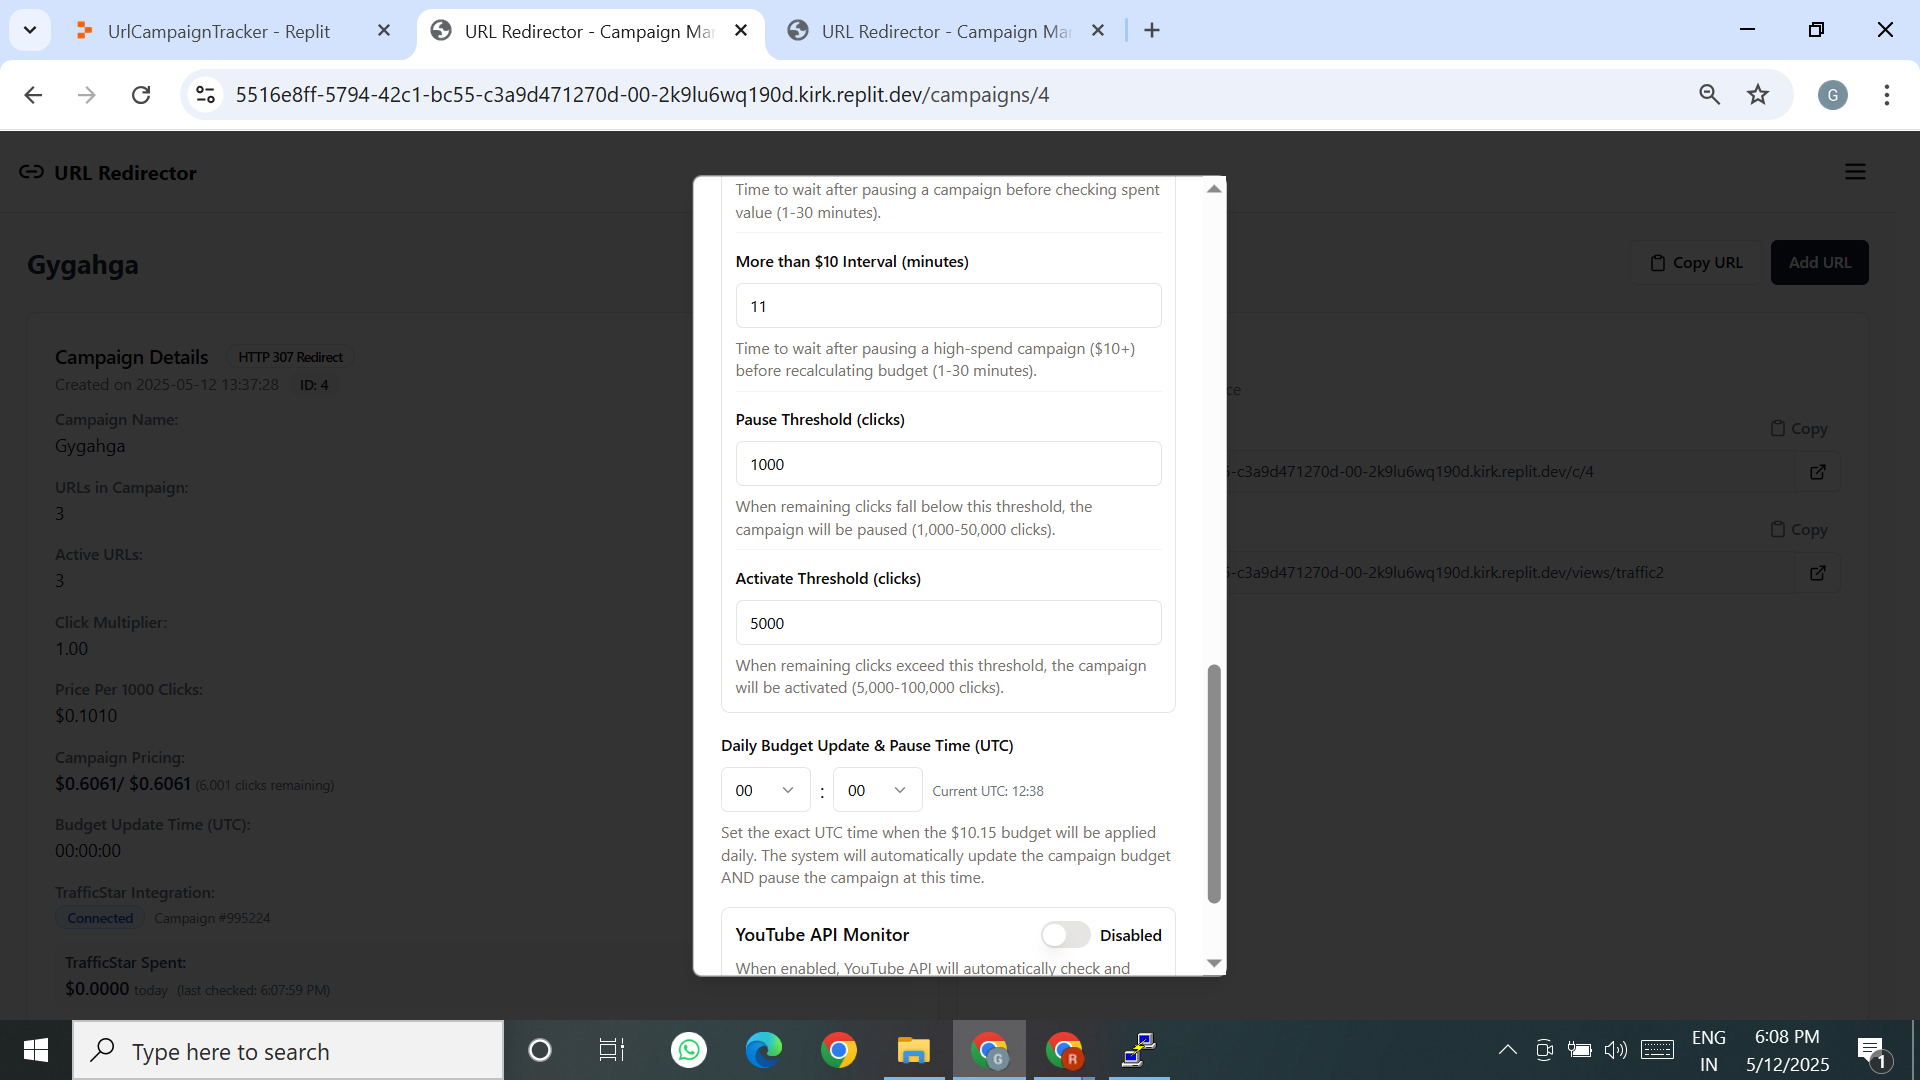 UrlCampaignTracker - Replit
URL Redirector - Campaign Ma
URL Redirector - Campaign Ma
5516e8ff-5794-42c1-bc55-c3a9d471270d-00-2k9lu6wq190d.kirk.replit.dev/campaigns/4
G
URL Redirector
Gygahga
Copy URL
Add URL
Campaign Details
HTTP 307 Redirect
Created on 2025-05-12 13:37:28
ID: 4
Campaign Name:
Gygahga
URLs in Campaign:
3
Active URLs:
3
Click Multiplier:
1.00
Price Per 1000 Clicks:
$0.1010
Campaign Pricing:
$0.6061/ $0.6061 (6,001 clicks remaining)
Budget Update Time (UTC):
00:00:00
TrafficStar Integration:
Connected
Campaign #995224
TrafficStar Spent:
$0.0000 today (last checked: 6:07:59 PM)
Time to wait after pausing a campaign before checking spent
value (1-30 minutes).
More than $10 Interval (minutes)
11
Time to wait after pausing a high-spend campaign ($10+)
before recalculating budget (1-30 minutes).
Pause Threshold (clicks)
1000
When remaining clicks fall below this threshold, the
campaign will be paused (1,000-50,000 clicks).
Activate Threshold (clicks)
5000
When remaining clicks exceed this threshold, the campaign
will be activated (5,000-100,000 clicks).
Daily Budget Update & Pause Time (UTC)
00 : 00 Current UTC: 12:38
Set the exact UTC time when the $10.15 budget will be applied
daily. The system will automatically update the campaign budget
AND pause the campaign at this time.
YouTube API Monitor
Disabled
When enabled, YouTube API will automatically check and
ce
Copy
-c3a9d471270d-00-2k9lu6wq190d.kirk.replit.dev/c/4
Copy
-c3a9d471270d-00-2k9lu6wq190d.kirk.replit.dev/views/traffic2
Type here to search
G
R
ENG
IN
6:08 PM
5/12/2025
1